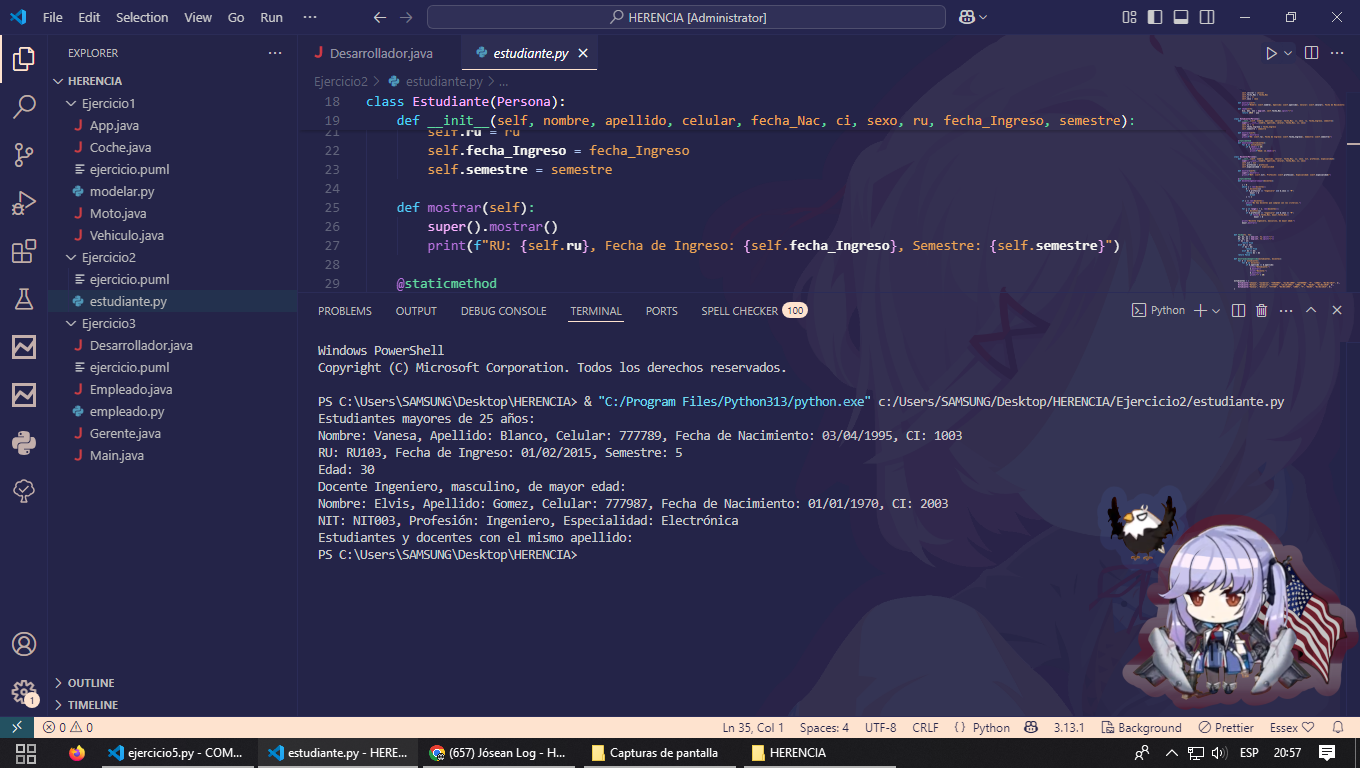 File Edit Selection View Go Run ···
HERENCIA [Administrator]
EXPLORER
HERENCIA
Ejercicio1
App.java
Coche.java
ejercicio.puml
modelar.py
Moto.java
Vehiculo.java
Ejercicio2
ejercicio.puml
estudiante.py
Ejercicio3
Desarrollador.java
ejercicio.puml
Empleado.java
empleado.py
Gerente.java
Main.java
OUTLINE
TIMELINE
Desarrollador.java estudiante.py
Ejercicio2 > estudiante.py > ...
18 class Estudiante(Persona):
19 def __init__(self, nombre, apellido, celular, fecha_Nac, ci, sexo, ru, fecha_Ingreso, semestre):
21 self.ru = ru
22 self.fecha_Ingreso = fecha_Ingreso
23 self.semestre = semestre
24
25 def mostrar(self):
26 super().mostrar()
27 print(f"RU: {self.ru}, Fecha de Ingreso: {self.fecha_Ingreso}, Semestre: {self.semestre}")
28
29 @staticmethod
PROBLEMS OUTPUT DEBUG CONSOLE TERMINAL PORTS SPELL CHECKER 100
Python
Windows PowerShell
Copyright (C) Microsoft Corporation. Todos los derechos reservados.
PS C:\Users\SAMSUNG\Desktop\HERENCIA> & "C:/Program Files/Python313/python.exe" c:/Users/SAMSUNG/Desktop/HERENCIA/Ejercicio2/estudiante.py
Estudiantes mayores de 25 años:
Nombre: Vanesa, Apellido: Blanco, Celular: 777789, Fecha de Nacimiento: 03/04/1995, CI: 1003
RU: RU103, Fecha de Ingreso: 01/02/2015, Semestre: 5
Edad: 30
Docente Ingeniero, masculino, de mayor edad:
Nombre: Elvis, Apellido: Gomez, Celular: 777987, Fecha de Nacimiento: 01/01/1970, CI: 2003
NIT: NIT003, Profesión: Ingeniero, Especialidad: Electrónica
Estudiantes y docentes con el mismo apellido:
PS C:\Users\SAMSUNG\Desktop\HERENCIA>
1
0 0
Ln 35, Col 1 Spaces: 4 UTF-8 CRLF { } Python 3.13.1 Background Prettier Essex
ejercicio5.py - COM... estudiante.py - HERE... (657) Jósean Log - H... Capturas de pantalla HERENCIA ESP 20:57